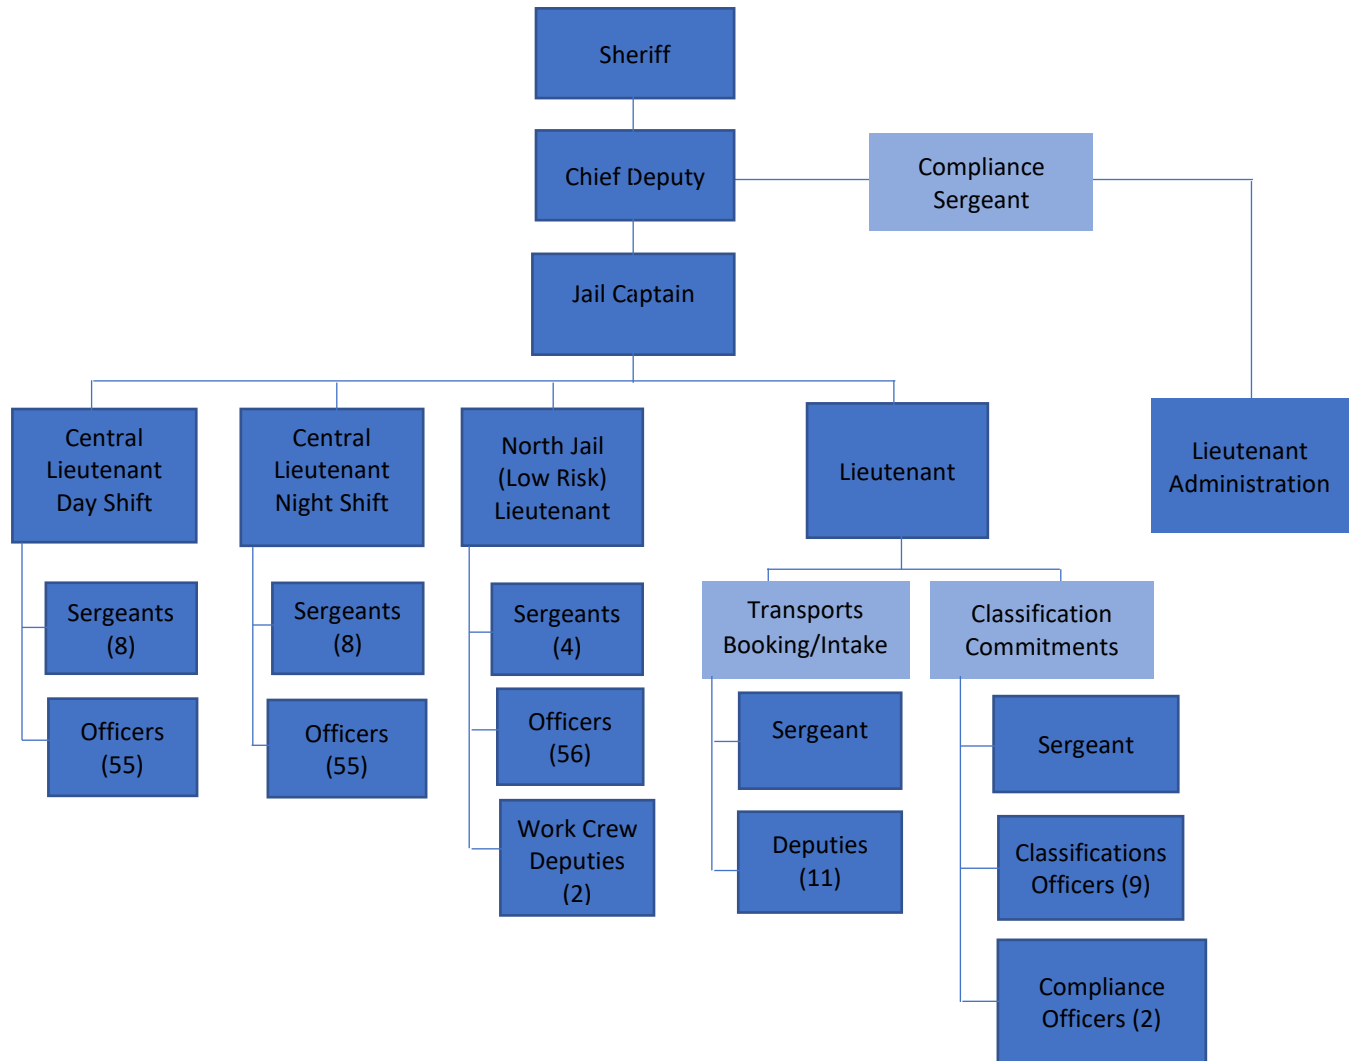 Sheriff
Chief Deputy
Compliance
Sergeant
Jail Captain
Central
Lieutenant
Day Shift
Central
Lieutenant
Night Shift
North Jail
(Low Risk)
Lieutenant
Lieutenant
Lieutenant
Administration
Sergeants
(8)
Officers
(55)
Sergeants
(8)
Officers
(55)
Sergeants
(4)
Officers
(56)
Work Crew
Deputies
(2)
Transports
Booking/Intake
Sergeant
Deputies
(11)
Classification
Commitments
Sergeant
Classifications
Officers (9)
Compliance
Officers (2)